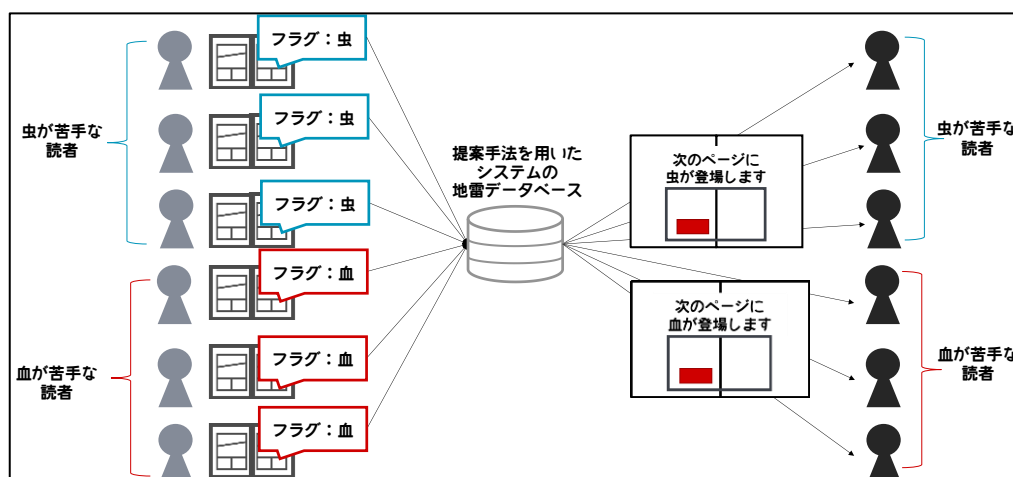 フラグ：虫
フラグ：虫
フラグ：虫
虫が苦手な
読者
フラグ：血
フラグ：血
フラグ：血
血が苦手な
読者
提案手法を用いた
システムの
地雷データベース
次のページに
虫が登場します
次のページに
血が登場します
虫が苦手な
読者
血が苦手な
読者